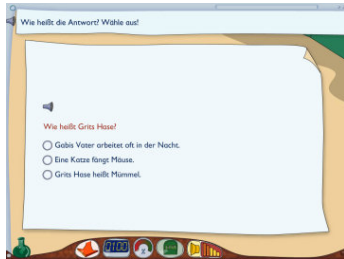 Wie heißt die Antwort? Wähle aus!
Wie heißt Grits Hase?
Gabis Vater arbeitet oft in der Nacht.
Eine Katze fängt Mäuse.
Grits Hase heißt Mümmel.